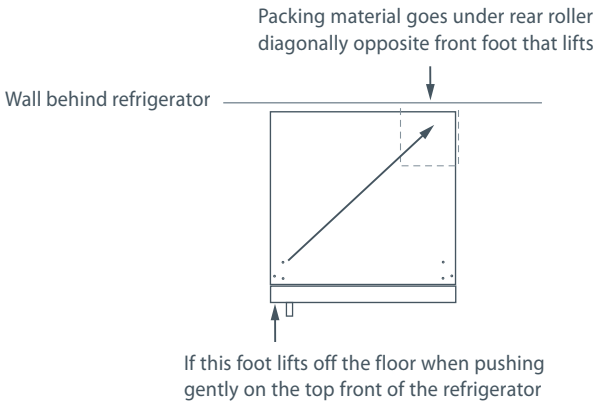 Packing material goes under rear roller
diagonally opposite front foot that lifts
Wall behind refrigerator
If this foot lifts off the floor when pushing
gently on the top front of the refrigerator